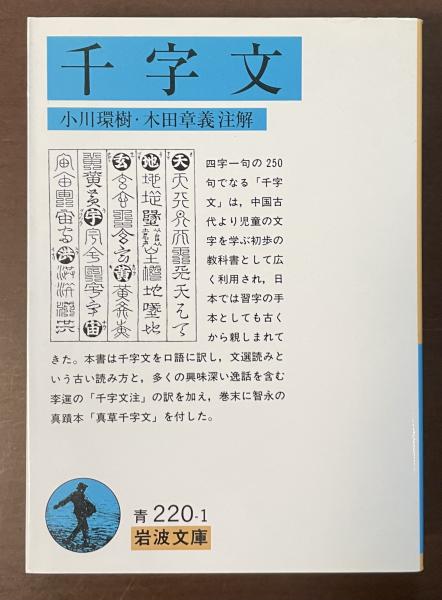 千字文
小川環樹・木田章義注解
四字一句の250
句でなる「千字
文」は，中国古
代より児童の文
字を学ぶ初歩の
教科書として広
く利用され，日
本では習字の手
本としても古く
から親しまれて
きた。本書は千字文を口語に訳し，文選読みと
いう古い読み方と，多くの興味深い逸話を含む
李暹の「千字文注」の訳を加え，巻末に智永の
真蹟本「真草千字文」を付した。
天
地
玄
黄
宇
宙
洪
青 220-1
岩波文庫